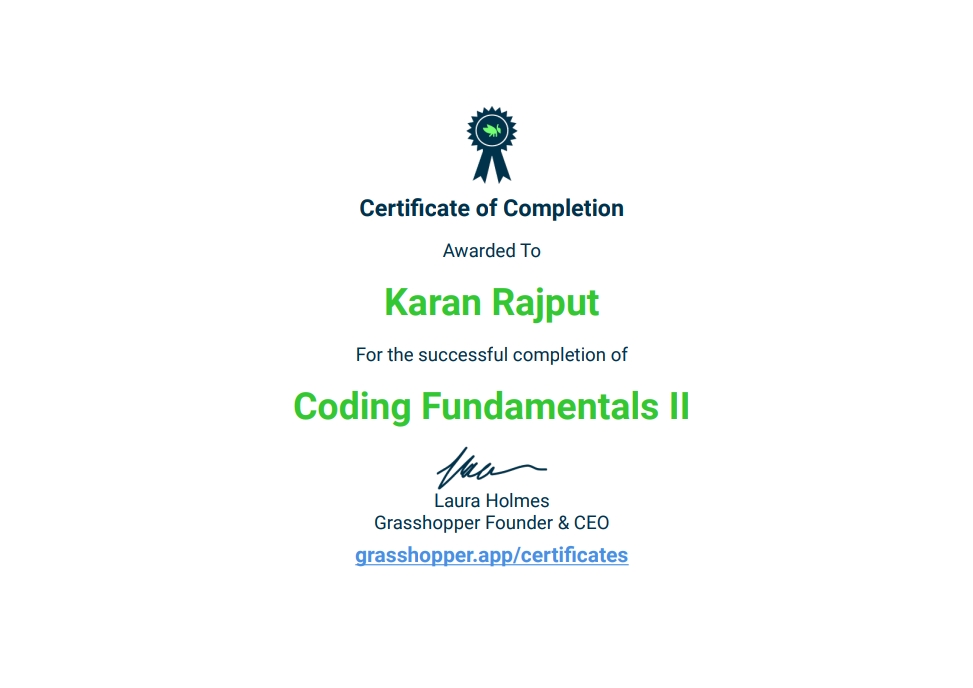 Certificate of Completion
Awarded To
Karan Rajput
For the successful completion of
Coding Fundamentals II
Laura Holmes
Grasshopper Founder & CEO
grasshopper.app/certificates